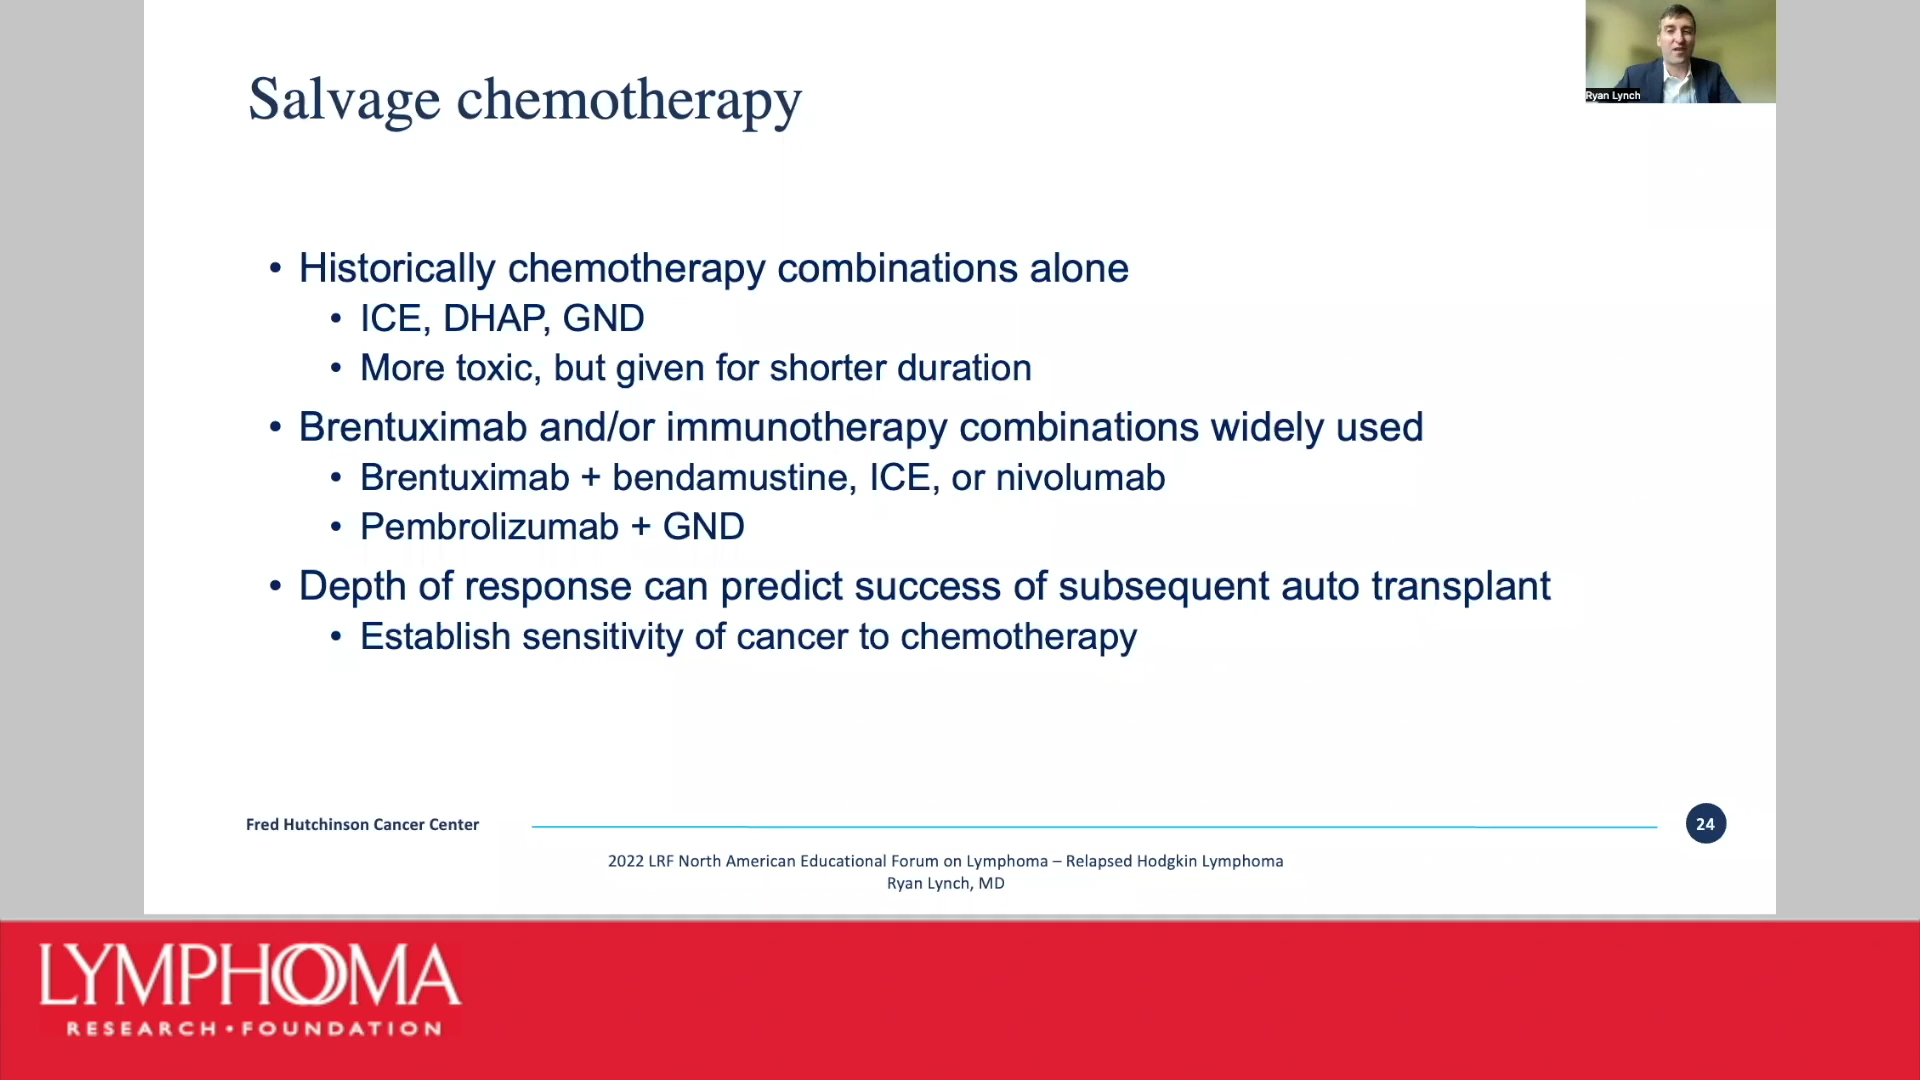 Salvage chemotherapy
Ryan Lynch
• Historically chemotherapy combinations alone
• ICE, DHAP, GND
• More toxic, but given for shorter duration
• Brentuximab and/or immunotherapy combinations widely used
• Brentuximab + bendamustine, ICE, or nivolumab
• Pembrolizumab + GND
• Depth of response can predict success of subsequent auto transplant
• Establish sensitivity of cancer to chemotherapy
Fred Hutchinson Cancer Center
24
2022 LRF North American Educational Forum on Lymphoma – Relapsed Hodgkin Lymphoma
Ryan Lynch, MD
LYMPHOMA
RESEARCH • FOUNDATION